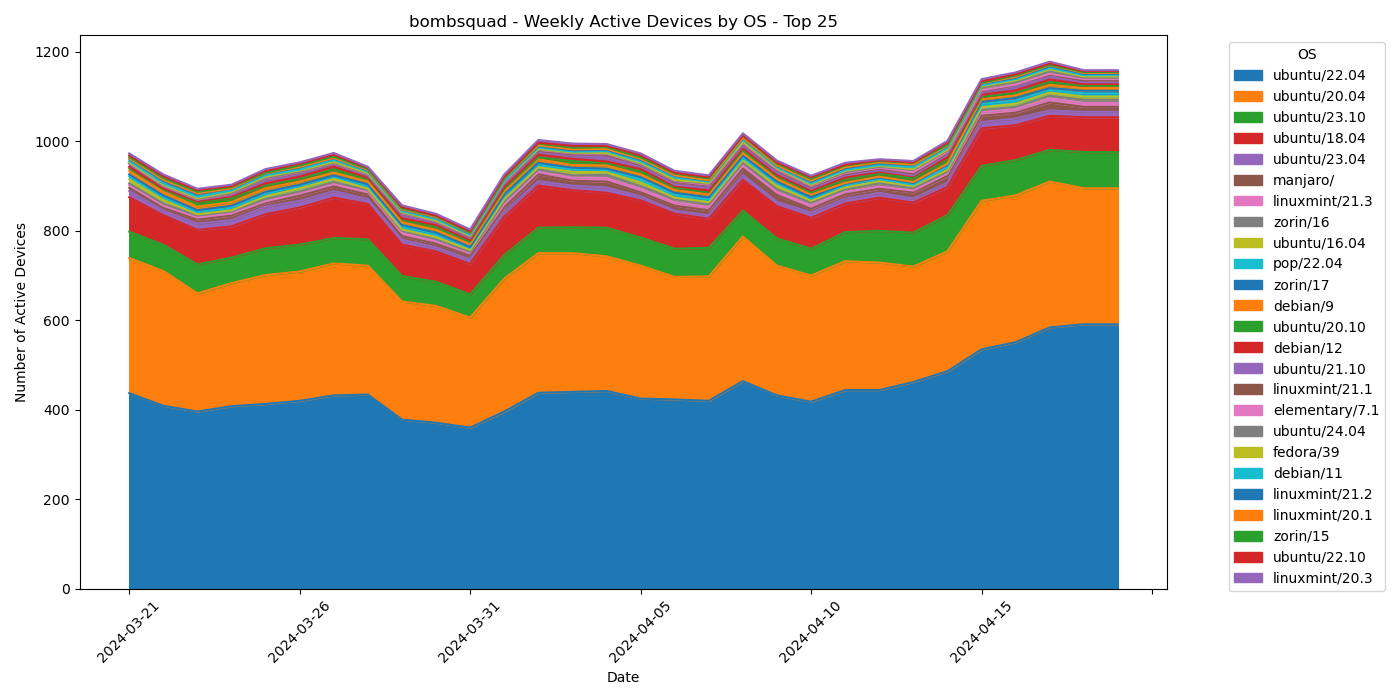 bombsquad - Weekly Active Devices by OS - Top 25
1200
1000
800
600
400
200
0
Number of Active Devices
2024-03-21
2024-03-26
2024-03-31
2024-04-05
2024-04-10
2024-04-15
Date
OS
ubuntu/22.04
ubuntu/20.04
ubuntu/23.10
ubuntu/18.04
ubuntu/23.04
manjaro/
linuxmint/21.3
zorin/16
ubuntu/16.04
pop/22.04
zorin/17
debian/9
ubuntu/20.10
debian/12
ubuntu/21.10
linuxmint/21.1
elementary/7.1
ubuntu/24.04
fedora/39
debian/11
linuxmint/21.2
linuxmint/20.1
zorin/15
ubuntu/22.10
linuxmint/20.3